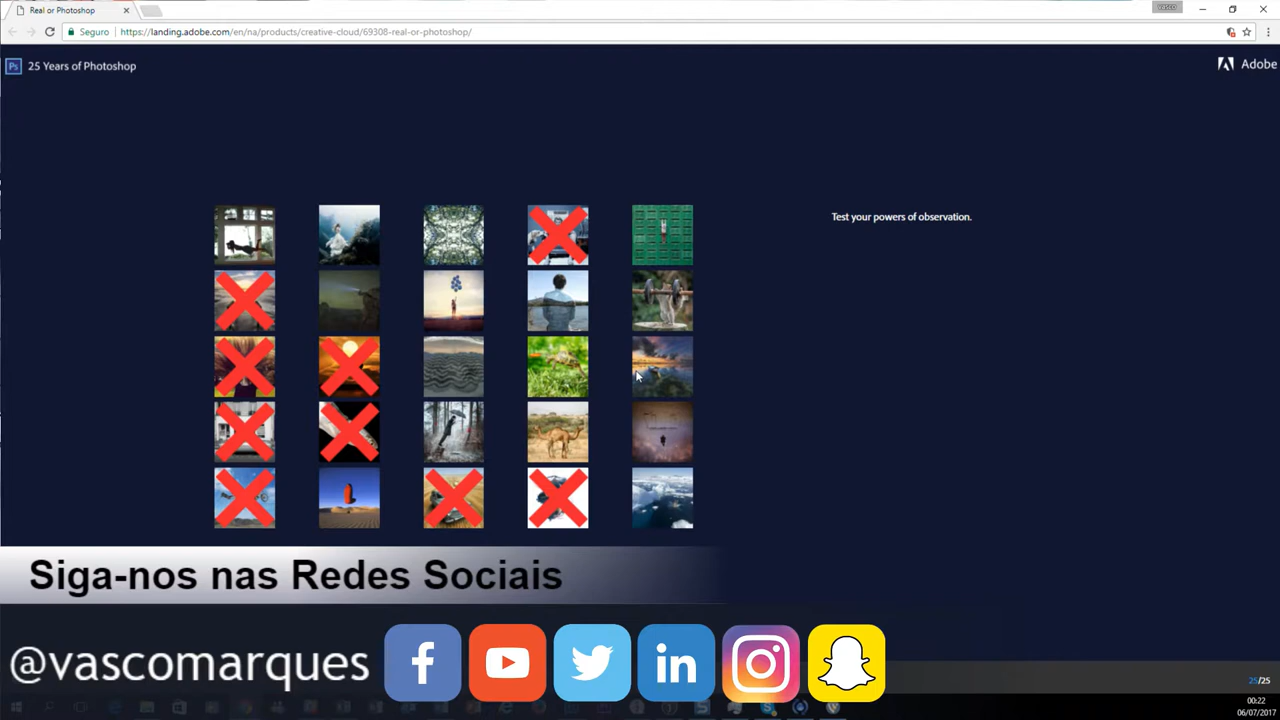 Real or Photoshop
vasco
Seguro
https://landing.adobe.com/en/na/products/creative-cloud/69308-real-or-photoshop/
Ps 25 Years of Photoshop
Adobe
Test your powers of observation.
Siga-nos nas Redes Sociais
@vascomarques
25/25
00:22
06/07/2017